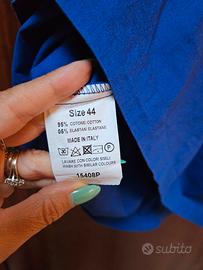 Size 44
95% COTONE-COTTON
05% ELASTAN ELASTANE
MADE IN ITALY
LAVARE CON COLORI SIMILI
WASH WITH SIMILAR COLOURS
15408P
subito